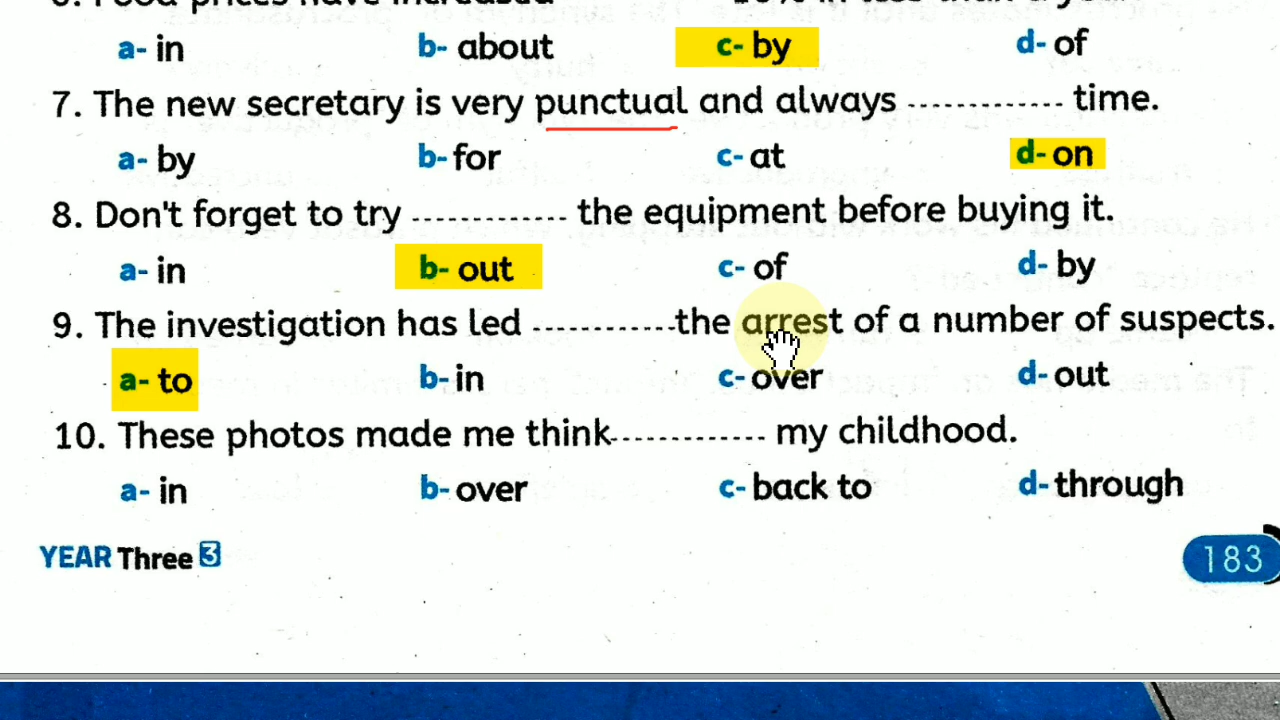 a- in b- about c- by d- of
7. The new secretary is very punctual and always ------------- time.
a- by b- for c- at d- on
8. Don't forget to try ------------- the equipment before buying it.
a- in b- out c- of d- by
9. The investigation has led ------------ the arrest of a number of suspects.
a- to b- in c- over d- out
10. These photos made me think------------- my childhood.
a- in b- over c- back to d- through
YEAR Three 3
183